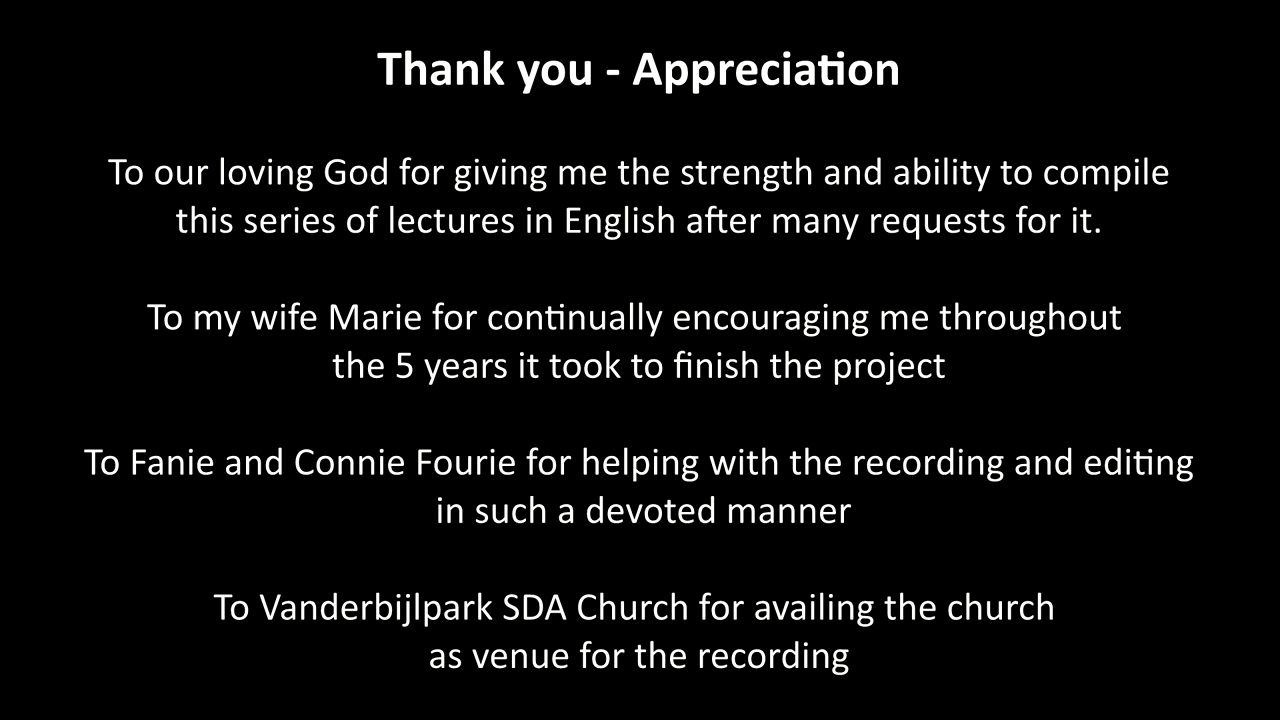 Thank you - Appreciation
To our loving God for giving me the strength and ability to compile
this series of lectures in English after many requests for it.
To my wife Marie for continually encouraging me throughout
the 5 years it took to finish the project
To Fanie and Connie Fourie for helping with the recording and editing
in such a devoted manner
To Vanderbijlpark SDA Church for availing the church
as venue for the recording